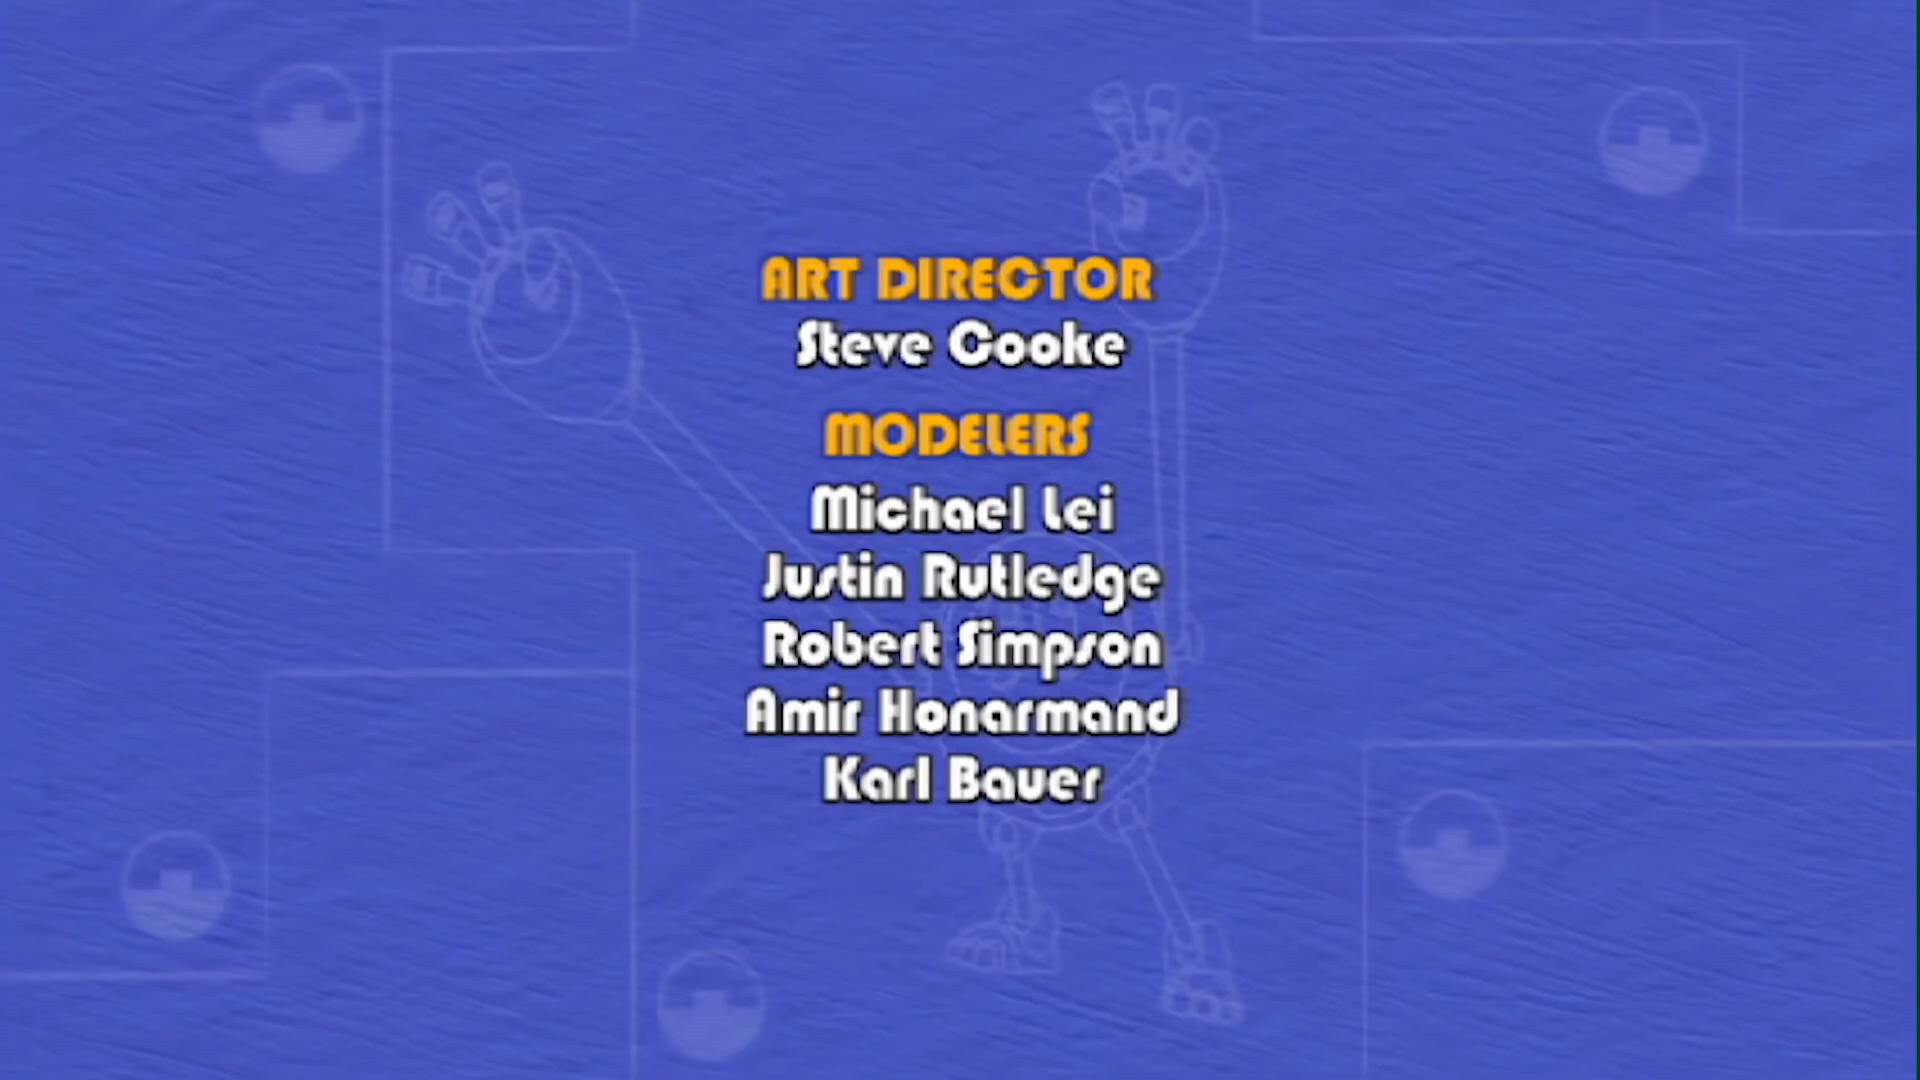 ART DIRECTOR
Steve Cooke
MODELERS
Michael Lei
Justin Rutledge
Robert Simpson
Amir Honarmand
Karl Bauer